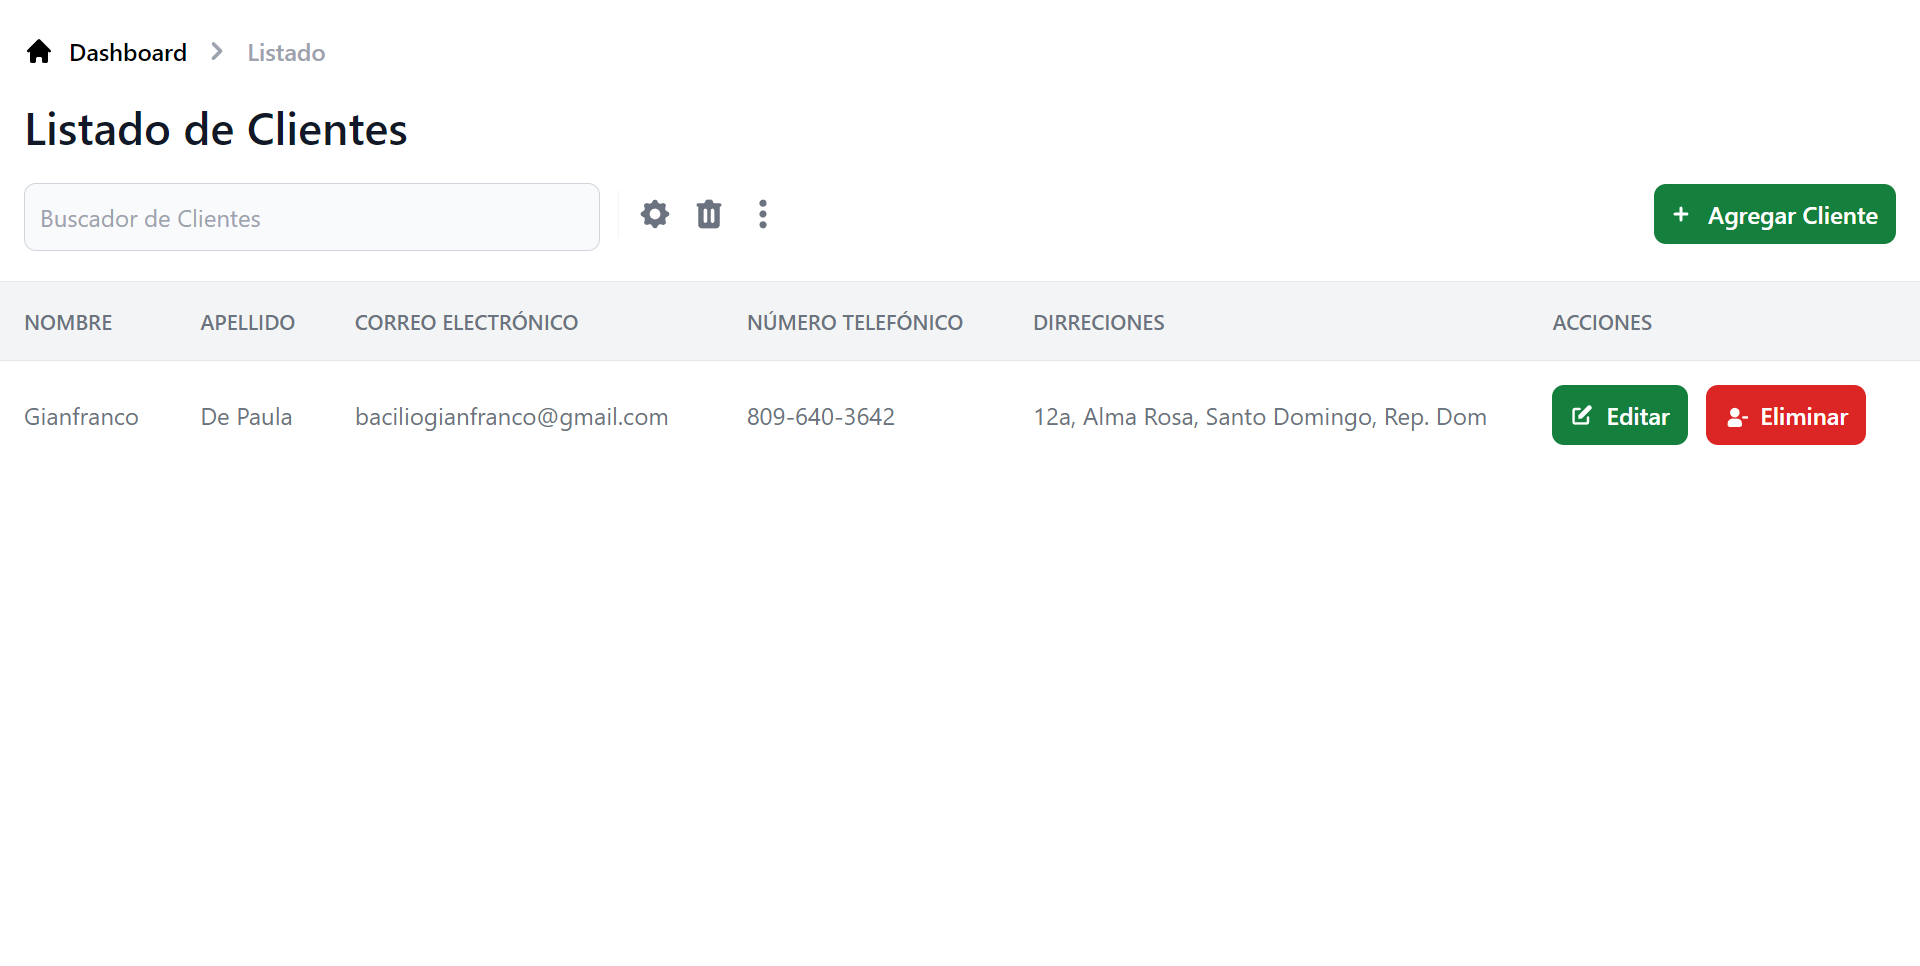 Dashboard Listado
Listado de Clientes
Buscador de Clientes
+ Agregar Cliente
NOMBRE APELLIDO CORREO ELECTRÓNICO NÚMERO TELEFÓNICO DIRRECIONES ACCIONES
Gianfranco De Paula baciliogianfranco@gmail.com 809-640-3642 12a, Alma Rosa, Santo Domingo, Rep. Dom Editar Eliminar